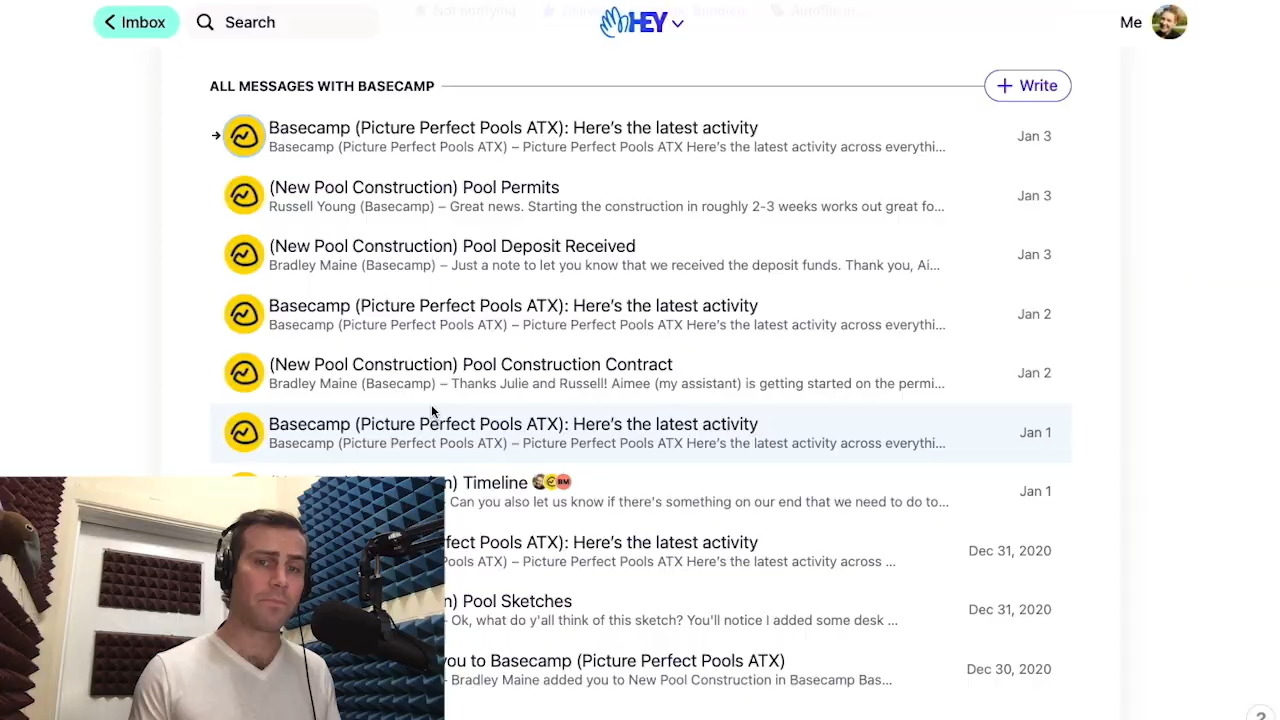 Imbox
Search
HEY
Me
ALL MESSAGES WITH BASECAMP
Write
Basecamp (Picture Perfect Pools ATX): Here's the latest activity
Basecamp (Picture Perfect Pools ATX) – Picture Perfect Pools ATX Here's the latest activity across everythi...
Jan 3
(New Pool Construction) Pool Permits
Russell Young (Basecamp) – Great news. Starting the construction in roughly 2-3 weeks works out great fo...
Jan 3
(New Pool Construction) Pool Deposit Received
Bradley Maine (Basecamp) – Just a note to let you know that we received the deposit funds. Thank you, Ai...
Jan 3
Basecamp (Picture Perfect Pools ATX): Here's the latest activity
Basecamp (Picture Perfect Pools ATX) – Picture Perfect Pools ATX Here's the latest activity across everythi...
Jan 2
(New Pool Construction) Pool Construction Contract
Bradley Maine (Basecamp) – Thanks Julie and Russell! Aimee (my assistant) is getting started on the permi...
Jan 2
Basecamp (Picture Perfect Pools ATX): Here's the latest activity
Basecamp (Picture Perfect Pools ATX) – Picture Perfect Pools ATX Here's the latest activity across everythi...
Jan 1
n) Timeline BM
Can you also let us know if there's something on our end that we need to do to...
Jan 1
fect Pools ATX): Here's the latest activity
ools ATX) – Picture Perfect Pools ATX Here's the latest activity across ...
Dec 31, 2020
n) Pool Sketches
- Ok, what do y'all think of this sketch? You'll notice I added some desk ...
Dec 31, 2020
you to Basecamp (Picture Perfect Pools ATX)
- Bradley Maine added you to New Pool Construction in Basecamp Bas...
Dec 30, 2020
?